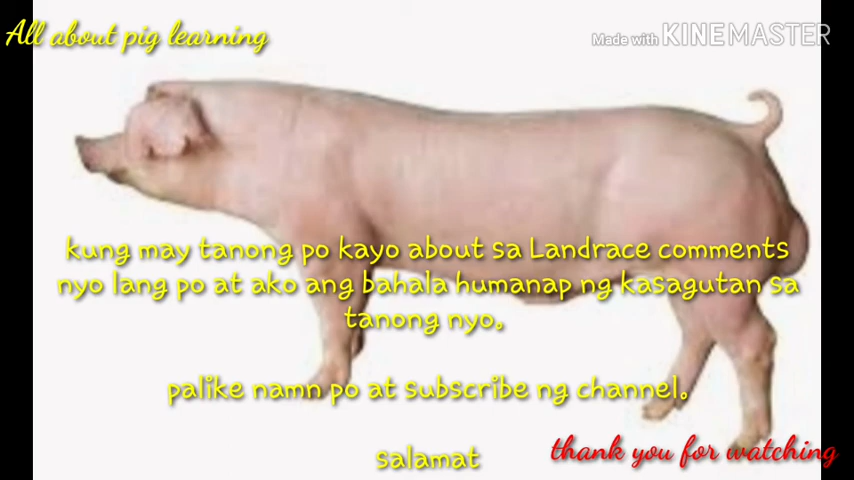 All about pig learning
Made with KINEMASTER
kung may tanong po kayo about sa Landrace comments
nyo lang po at ako ang bahala humanap ng kasagutan sa
tanong nyo.
palike namn po at subscribe ng channel.
salamat
thank you for watching